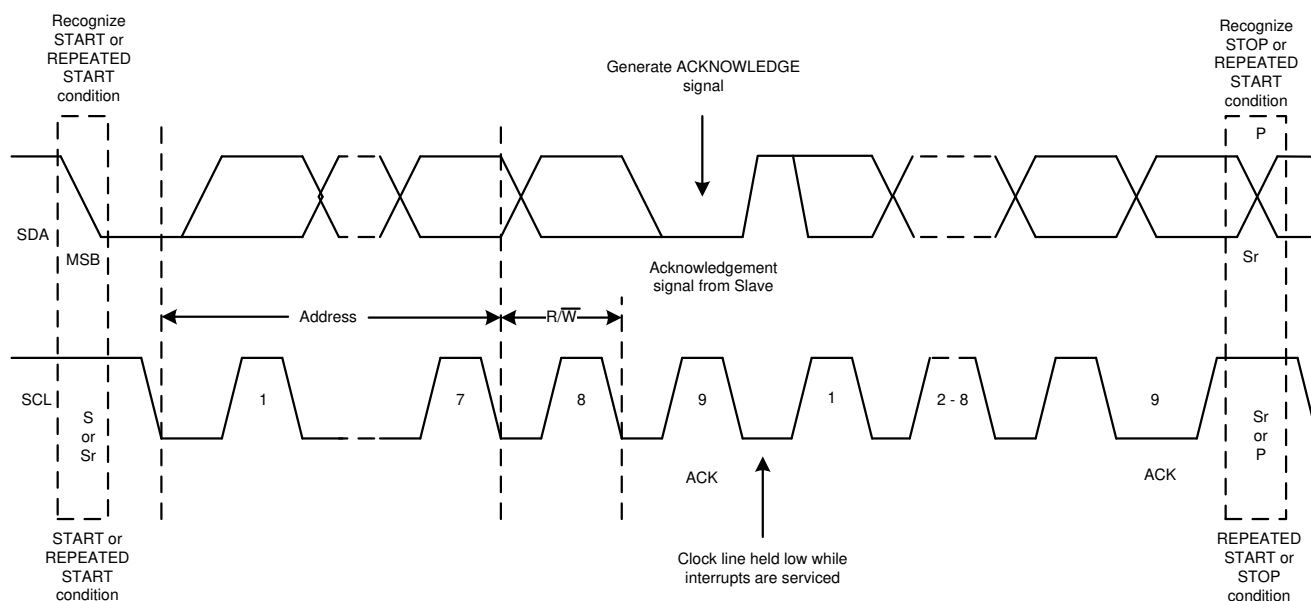 Recognize
START or
REPEATED
START
condition
Generate ACKNOWLEDGE
signal
Recognize
STOP or
REPEATED
START
condition
P
SDA
MSB
Acknowledgement
signal from Slave
Sr
Address
R/W̅
SCL
S
or
Sr
1
7
8
9
1
2 - 8
9
Sr
or
P
ACK
ACK
START or
REPEATED
START
condition
Clock line held low while
interrupts are serviced
REPEATED
START or
STOP
condition